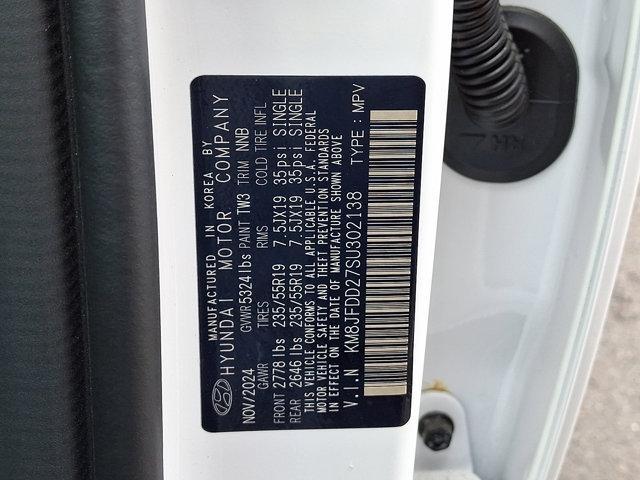 MANUFACTURED IN KOREA BY
HYUNDAI MOTOR COMPANY
NOV/2024 GVWR 5324 lbs PAINT TW3 TRIM NNB
GAWR TIRES RIMS COLD TIRE INFL
FRONT 2778 lbs 235/55R19 7.5JX19 35psi SINGLE
REAR 2646 lbs 235/55R19 7.5JX19 35psi SINGLE
THIS VEHICLE CONFORMS TO ALL APPLICABLE U.S.A. FEDERAL
MOTOR VEHICLE SAFETY AND THEFT PREVENTION STANDARDS
IN EFFECT ON THE DATE OF MANUFACTURE SHOWN ABOVE
V.I.N KM8JFDD27SU302138 TYPE : MPV